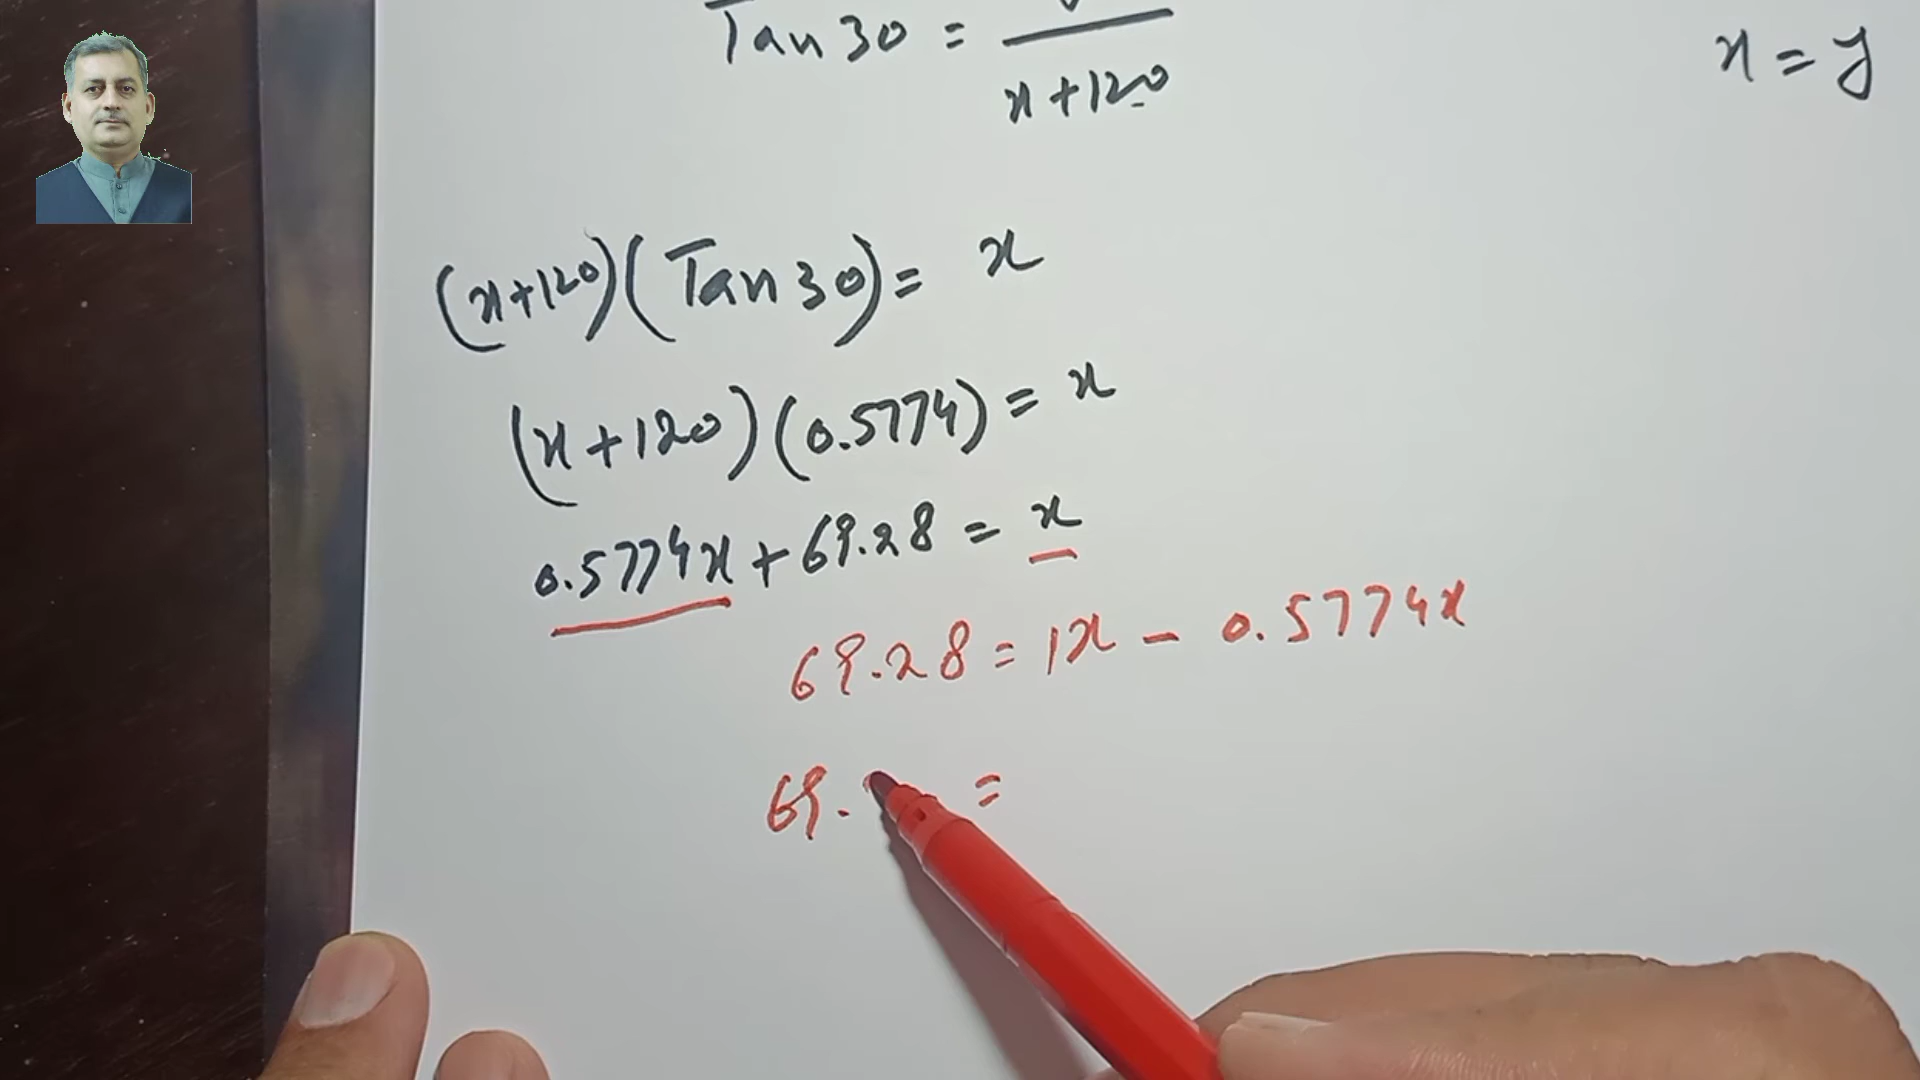 Tan 30 = y / x+120
x = y
(x+120)(Tan 30) = x
(x+120)(0.5774) = x
0.5774x + 69.28 = x
69.28 = 1x - 0.5774x
69. =